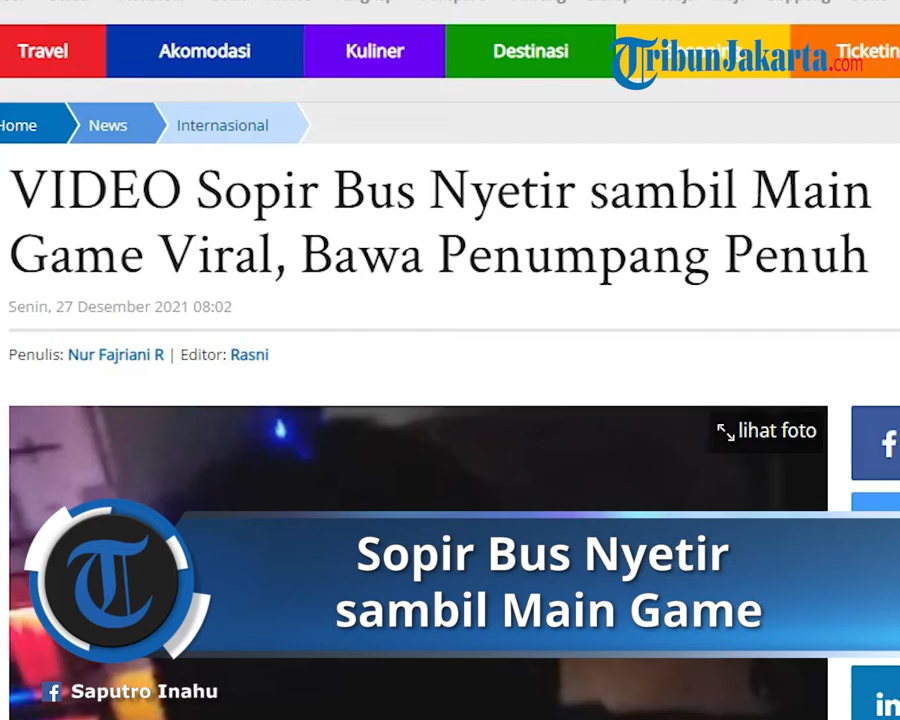 Travel
Akomodasi
Kuliner
Destinasi
TribunJakarta.com
Ticketin
Home
News
Internasional
VIDEO Sopir Bus Nyetir sambil Main
Game Viral, Bawa Penumpang Penuh
Senin, 27 Desember 2021 08:02
Penulis: Nur Fajriani R | Editor: Rasni
lihat foto
Sopir Bus Nyetir
sambil Main Game
Saputro Inahu
in